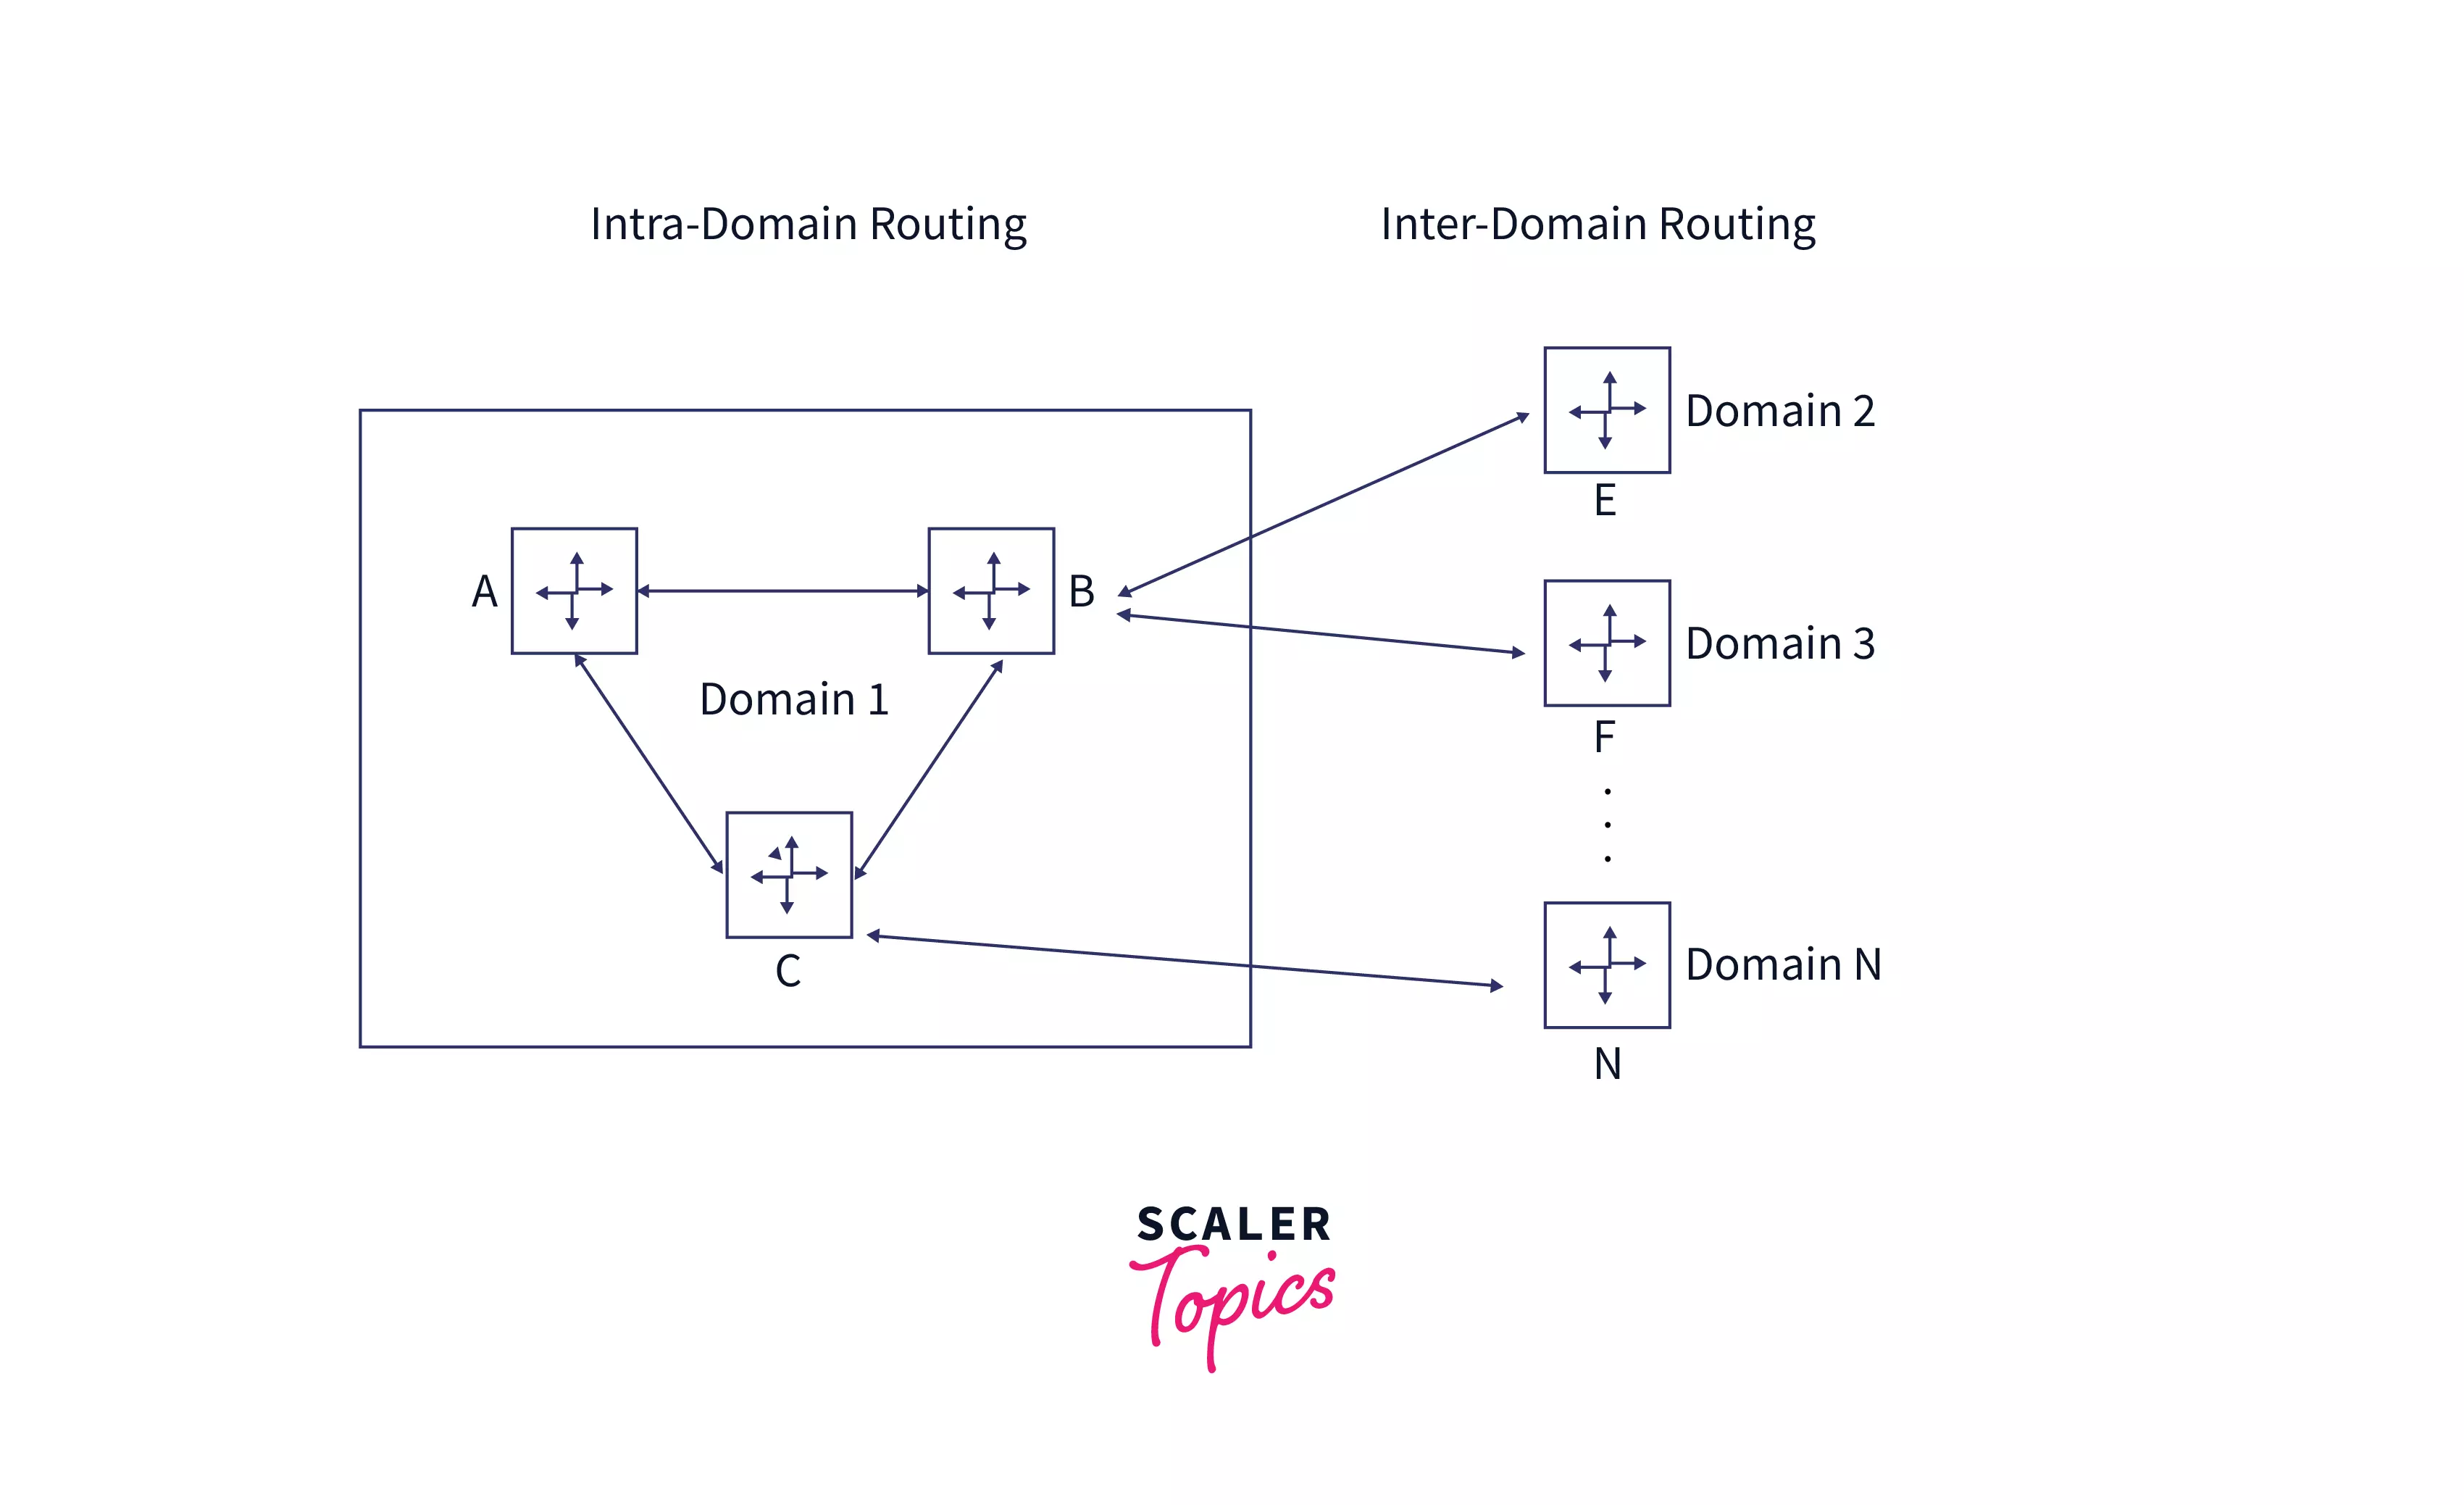 Intra-Domain Routing
Inter-Domain Routing
Domain 2
E
A
B
Domain 3
Domain 1
F
C
Domain N
N
SCALER
Topics